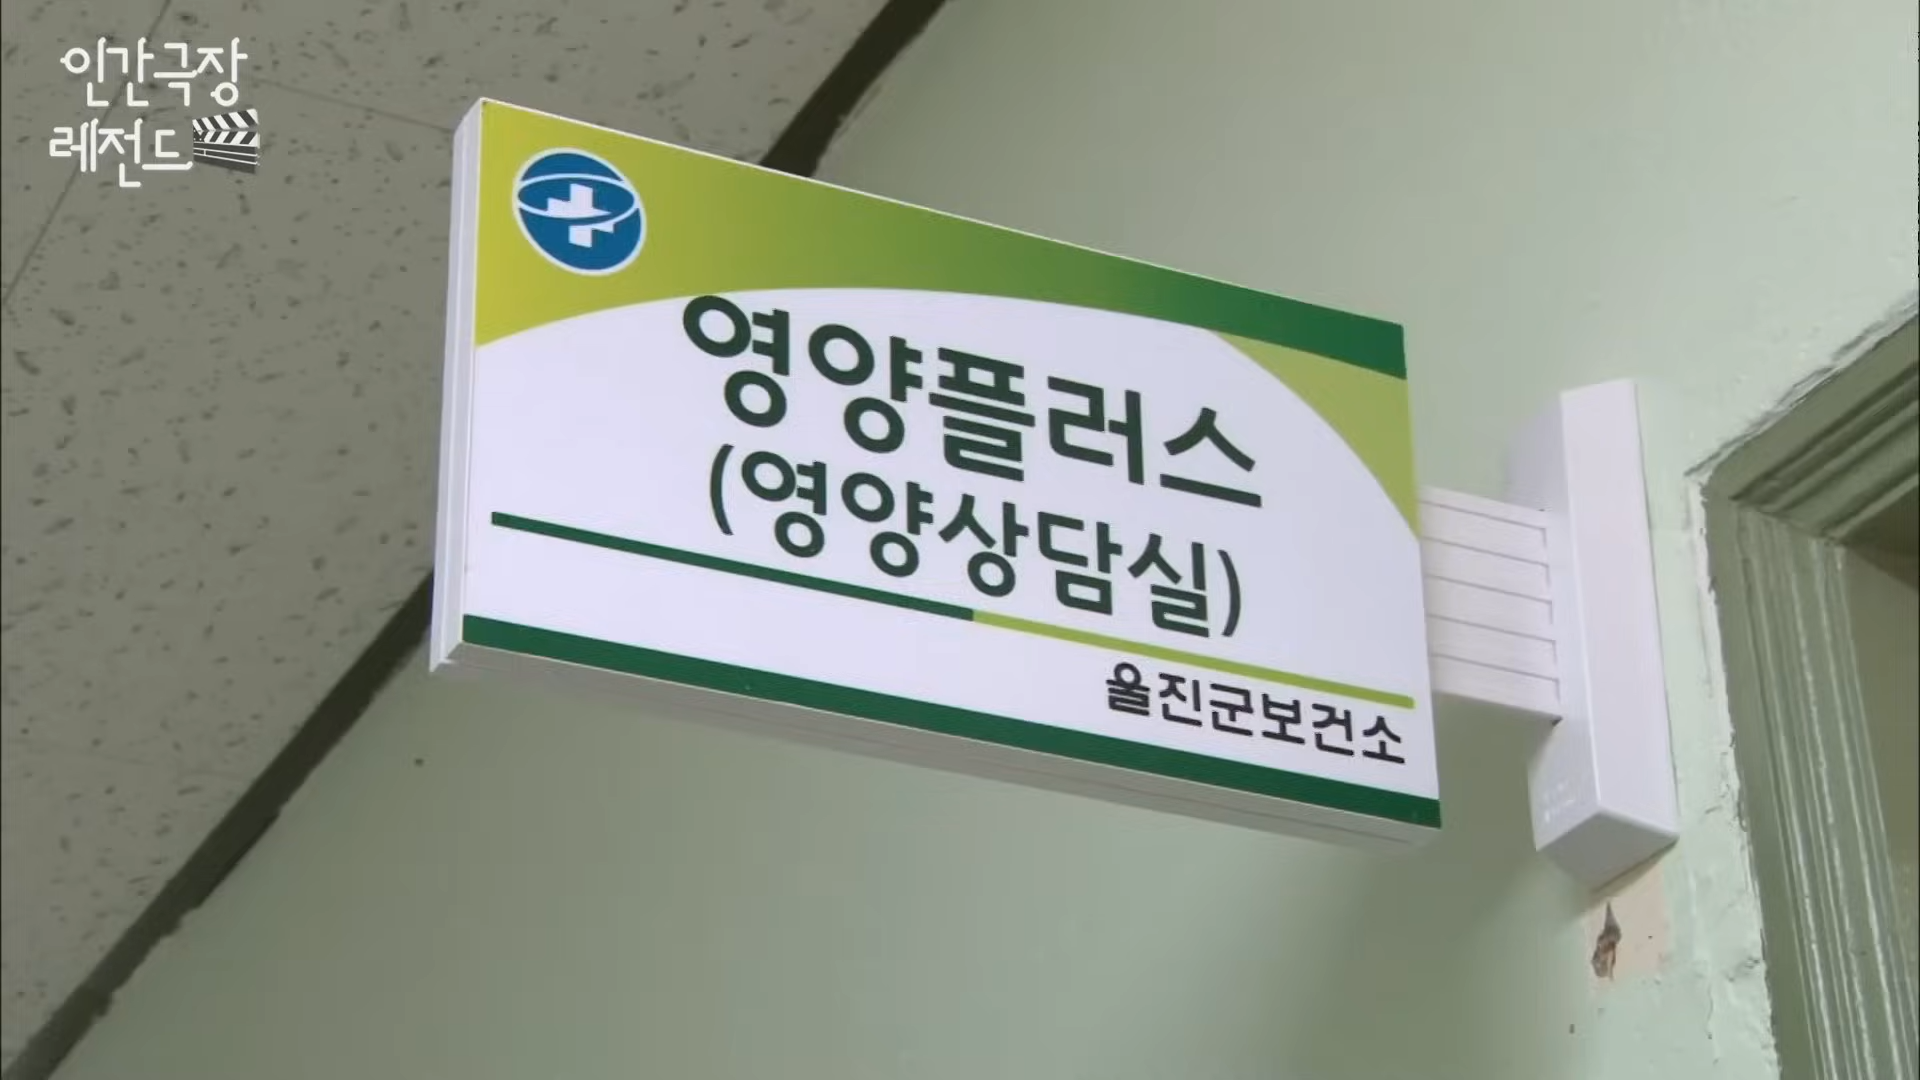 인간극장
레전드
영양플러스
(영양상담실)
울진군보건소